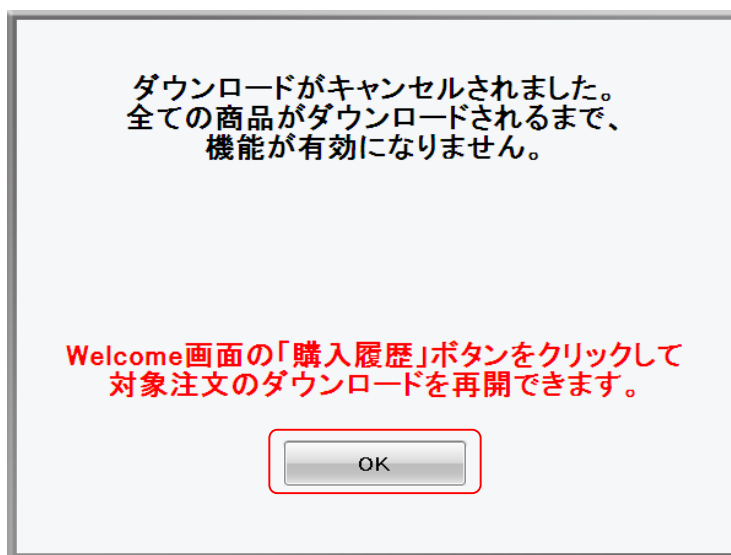 ダウンロードがキャンセルされました。
全ての商品がダウンロードされるまで、
機能が有効になりません。
Welcome画面の「購入履歴」ボタンをクリックして
対象注文のダウンロードを再開できます。
OK